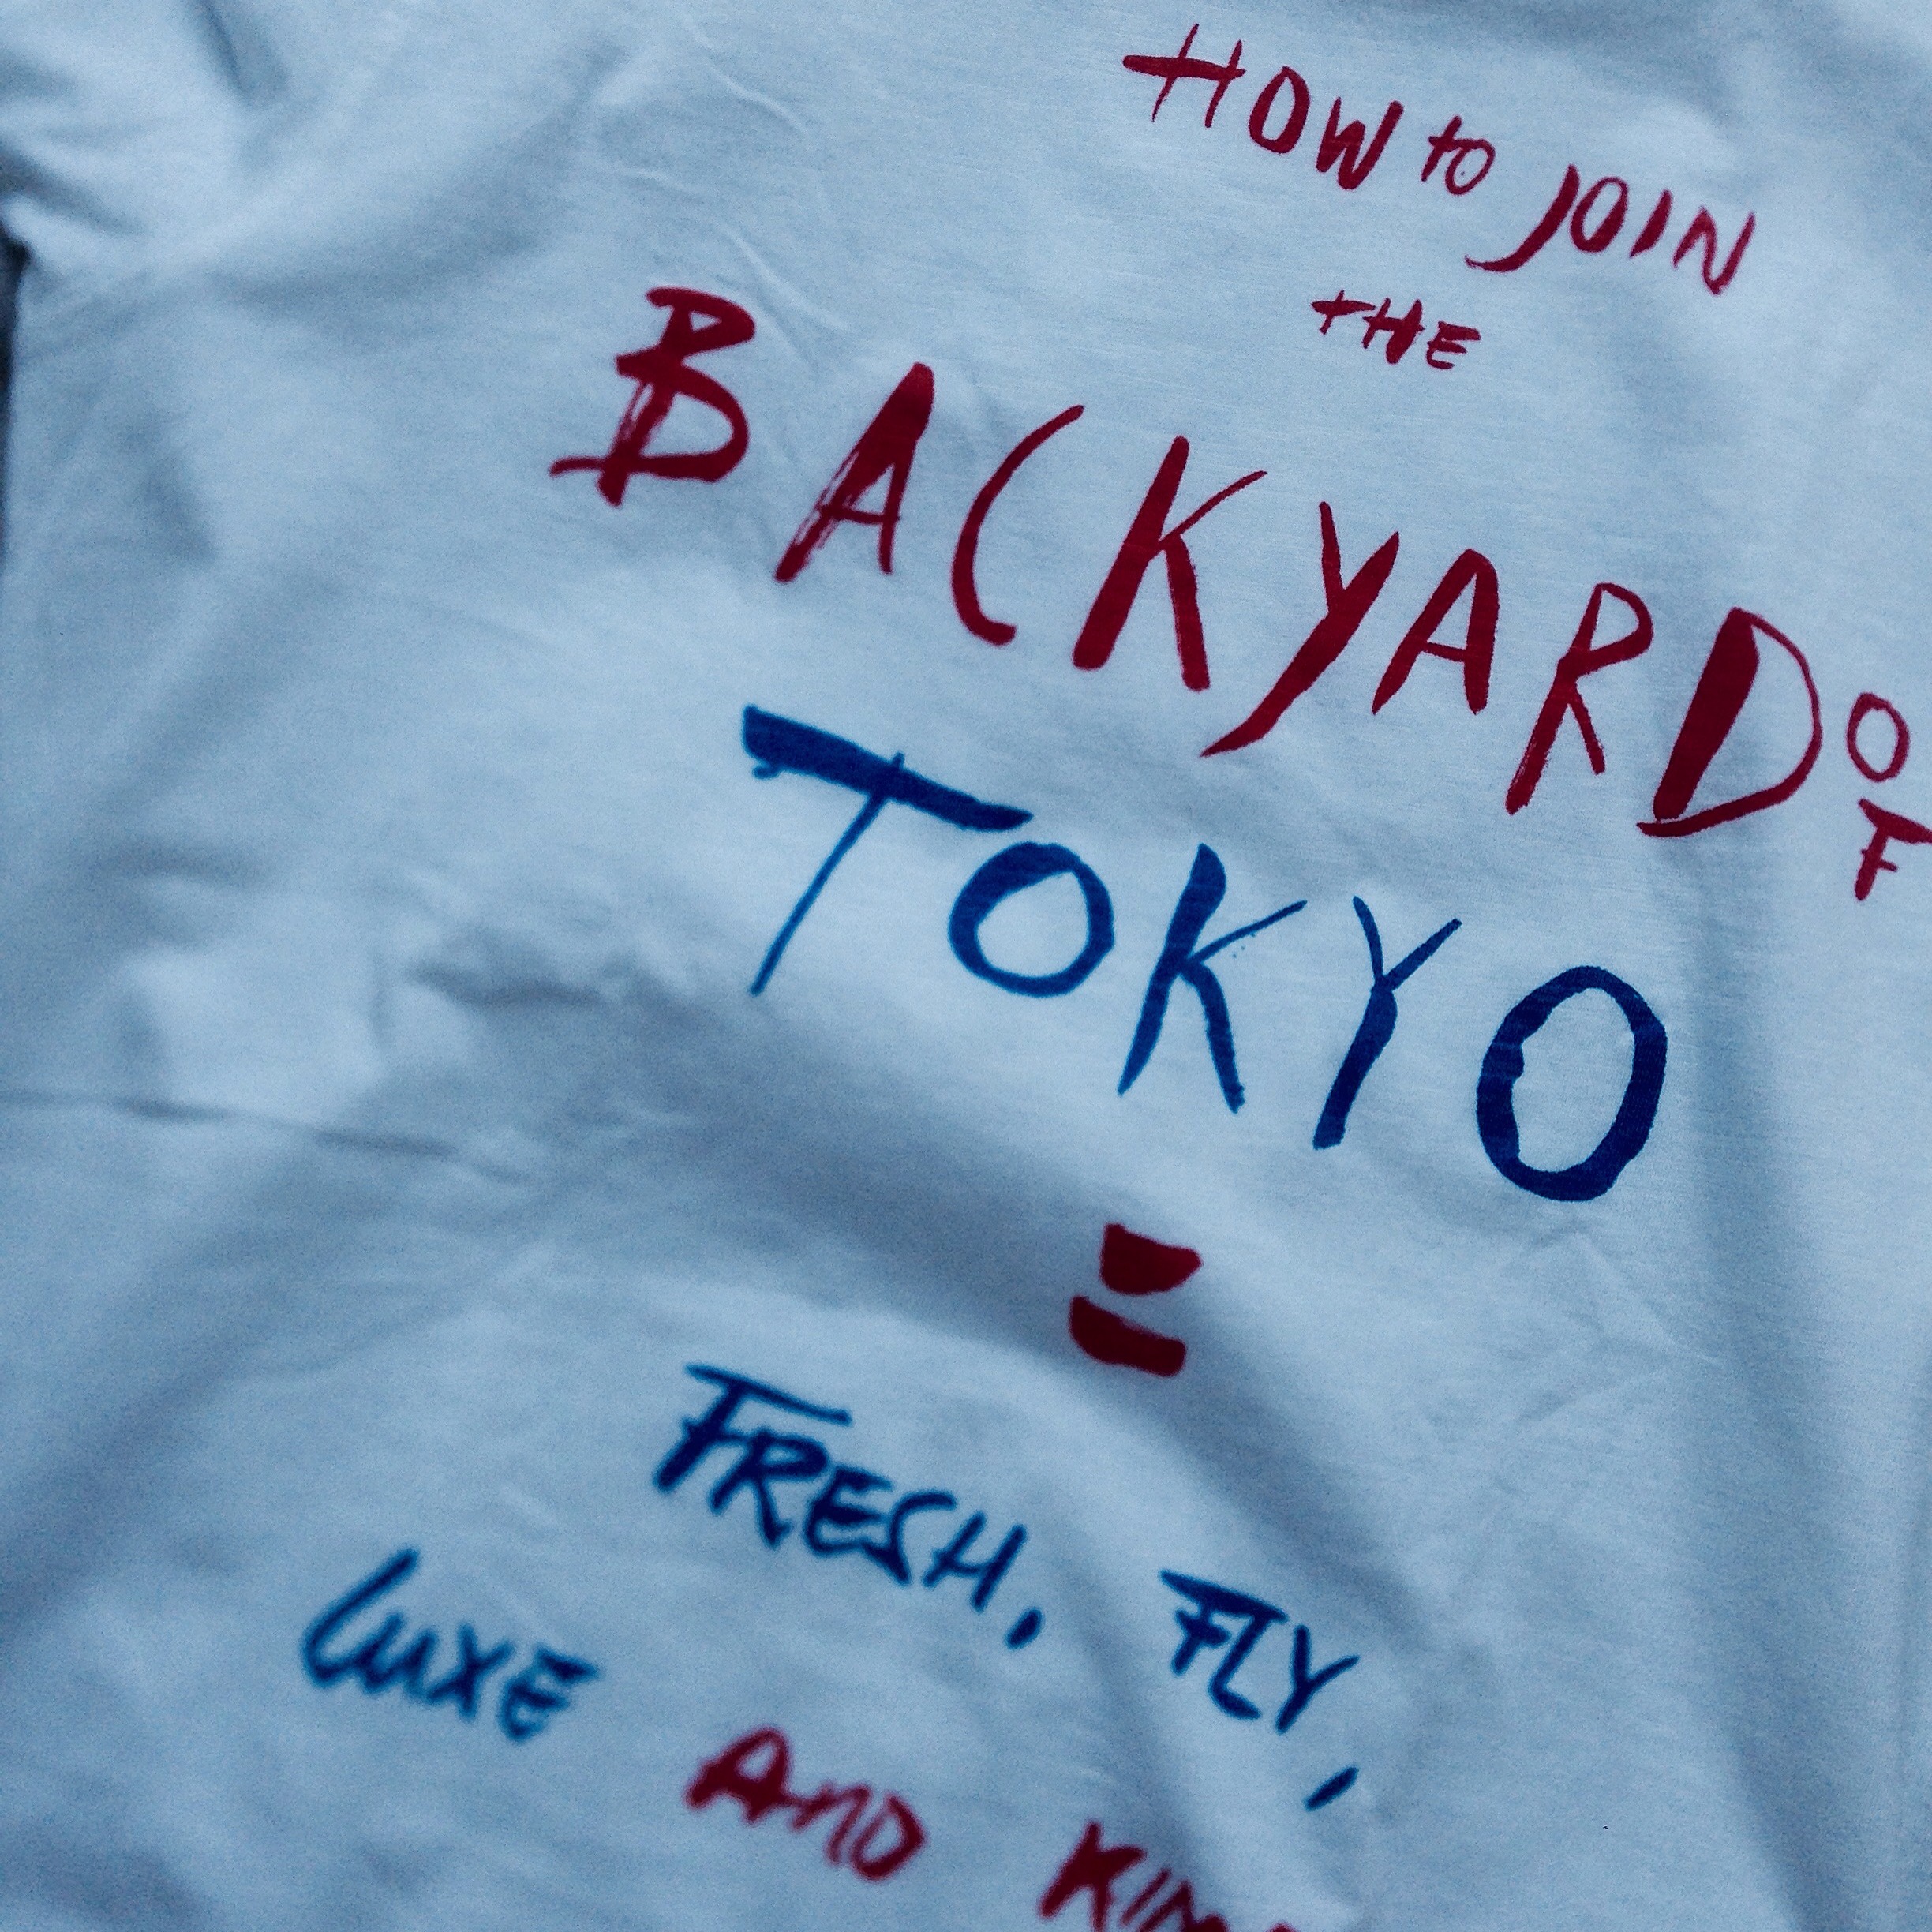 HOW to JOIN
THE
BACKYARD OF
TOKYO
=
FRESH, FLY,
LUXE AND